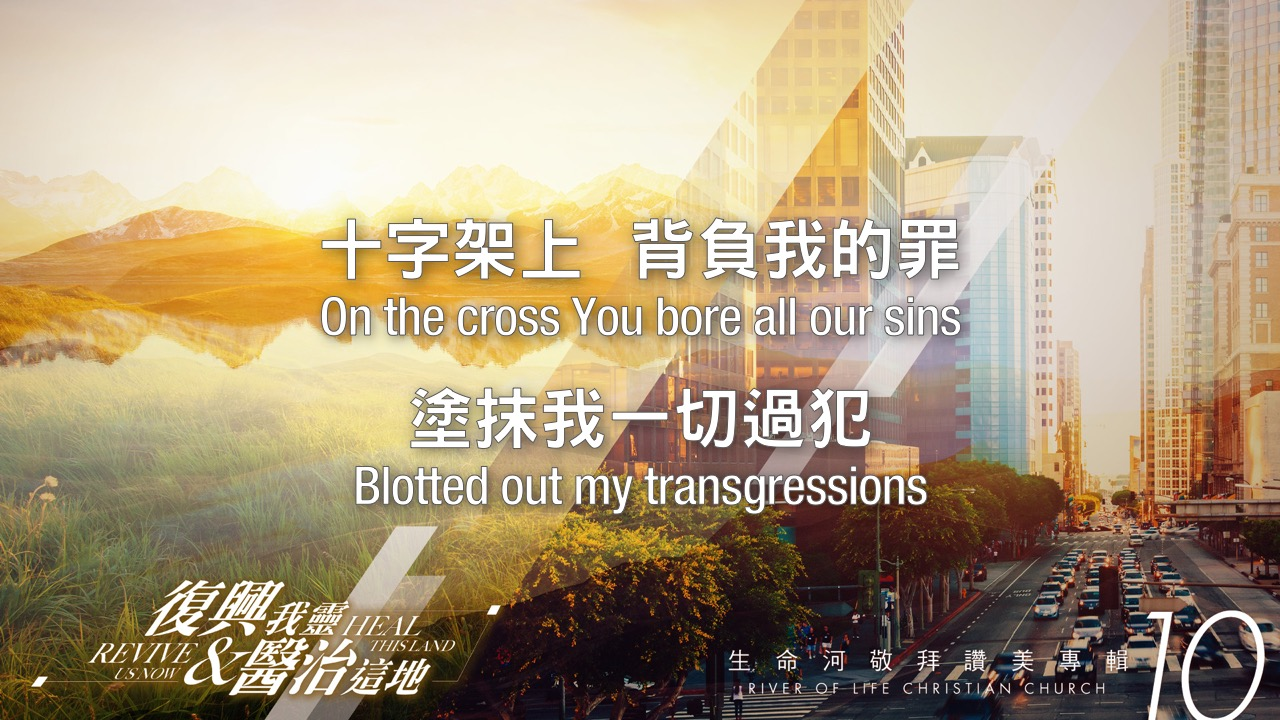 十字架上 背負我的罪
On the cross You bore all our sins
塗抹我一切過犯
Blotted out my transgressions
復興我靈 HEAL THIS LAND
REVIVE US NOW & 醫治這地
生命河敬拜讚美專輯 10
RIVER OF LIFE CHRISTIAN CHURCH